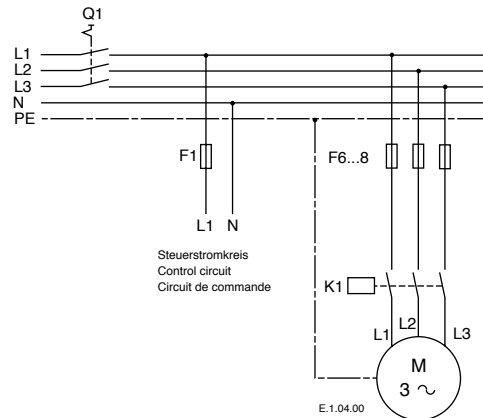 Q1
L1
L2
L3
N
PE
F1
F6...8
L1 N
Steuerstromkreis
Control circuit
Circuit de commande
K1
L1 L2 L3
M
3 ~
E.1.04.00